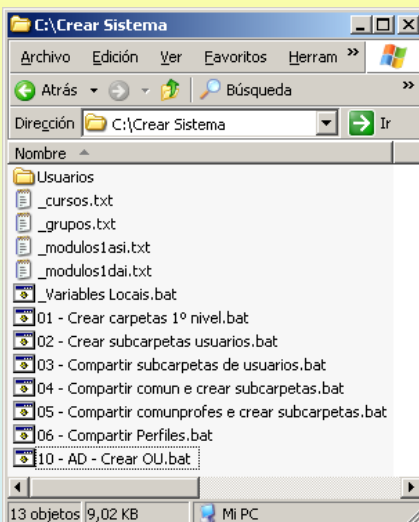 C:\Crear Sistema
Archivo Edición Ver Favoritos Herram »
Atrás Búsqueda »
Dirección C:\Crear Sistema Ir
Nombre
Usuarios
_cursos.txt
_grupos.txt
_modulos1asi.txt
_modulos1dai.txt
_Variables Locais.bat
01 - Crear carpetas 1º nivel.bat
02 - Crear subcarpetas usuarios.bat
03 - Compartir subcarpetas de usuarios.bat
04 - Compartir comun e crear subcarpetas.bat
05 - Compartir comunprofes e crear subcarpetas.bat
06 - Compartir Perfiles.bat
10 - AD - Crear OU.bat
13 objetos 9,02 KB Mi PC